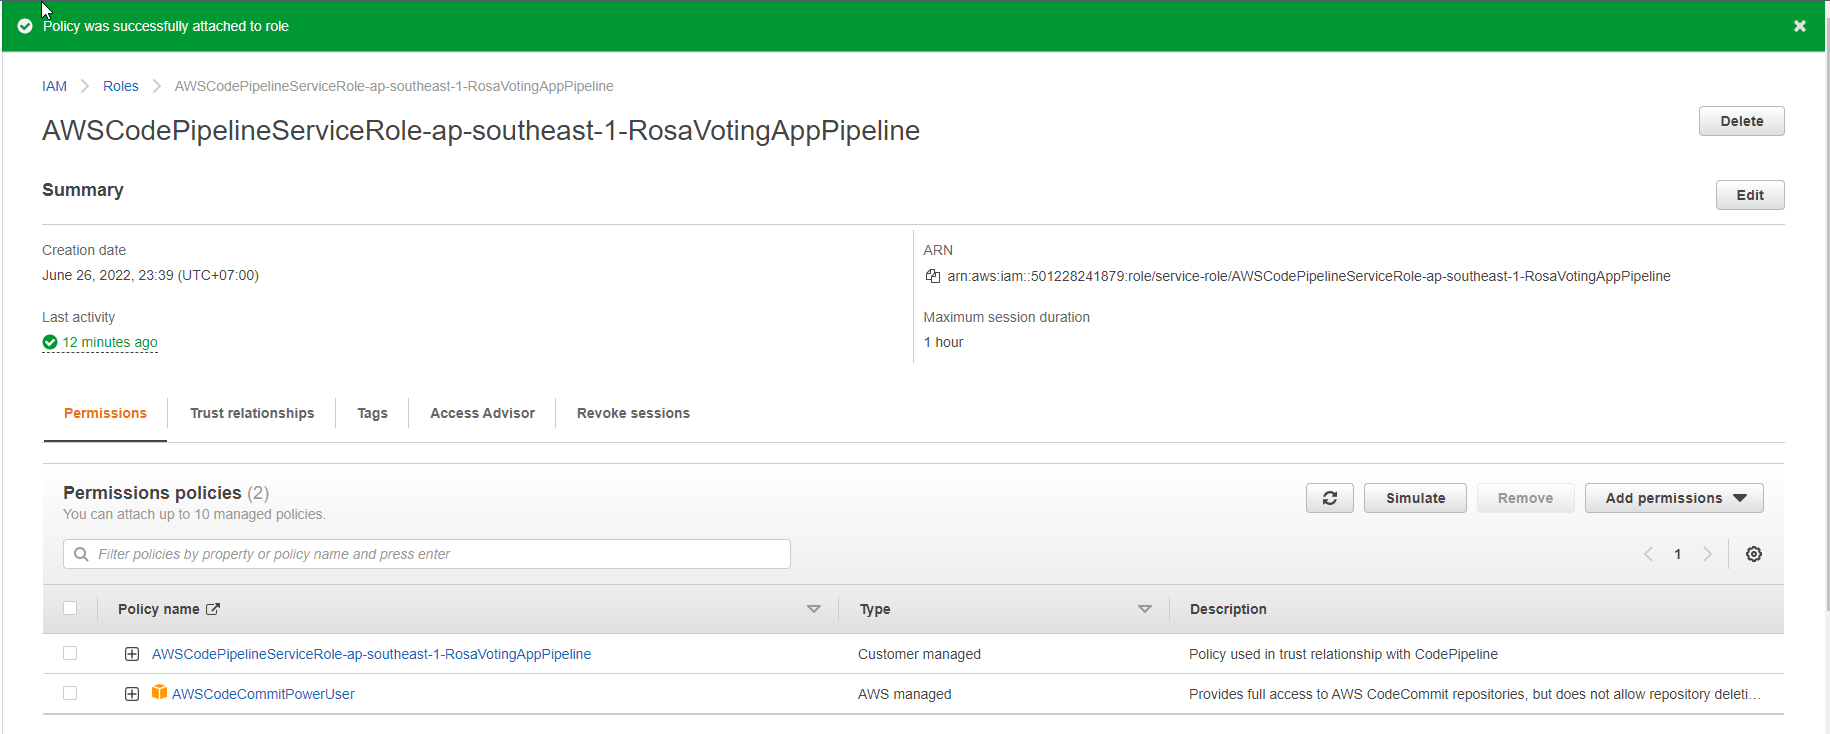 Policy was successfully attached to role
IAM Roles AWSCodePipelineServiceRole-ap-southeast-1-RosaVotingAppPipeline
AWSCodePipelineServiceRole-ap-southeast-1-RosaVotingAppPipeline
Delete
Summary
Edit
Creation date
June 26, 2022, 23:39 (UTC+07:00)
ARN
arn:aws:iam::501228241879:role/service-role/AWSCodePipelineServiceRole-ap-southeast-1-RosaVotingAppPipeline
Last activity
12 minutes ago
Maximum session duration
1 hour
Permissions Trust relationships Tags Access Advisor Revoke sessions
Permissions policies (2)
You can attach up to 10 managed policies.
Simulate Remove Add permissions
Filter policies by property or policy name and press enter
1
Policy name Type Description
AWSCodePipelineServiceRole-ap-southeast-1-RosaVotingAppPipeline Customer managed Policy used in trust relationship with CodePipeline
AWSCodeCommitPowerUser AWS managed Provides full access to AWS CodeCommit repositories, but does not allow repository deleti…